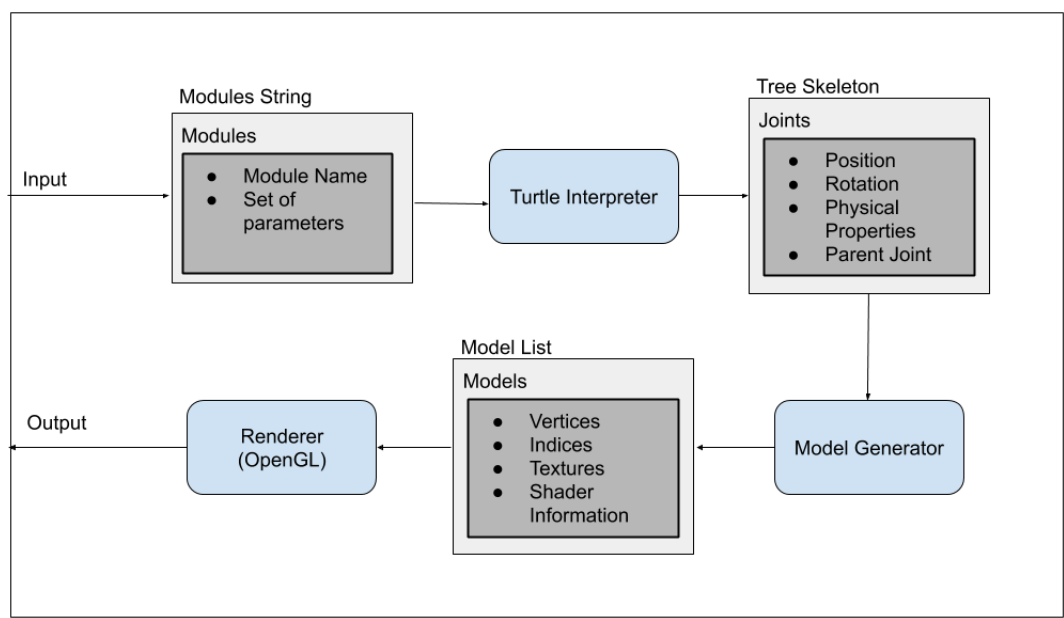 Input
Modules String
Modules
● Module Name
● Set of
parameters
Turtle Interpreter
Tree Skeleton
Joints
● Position
● Rotation
● Physical
Properties
● Parent Joint
Model Generator
Model List
Models
● Vertices
● Indices
● Textures
● Shader
Information
Renderer
(OpenGL)
Output